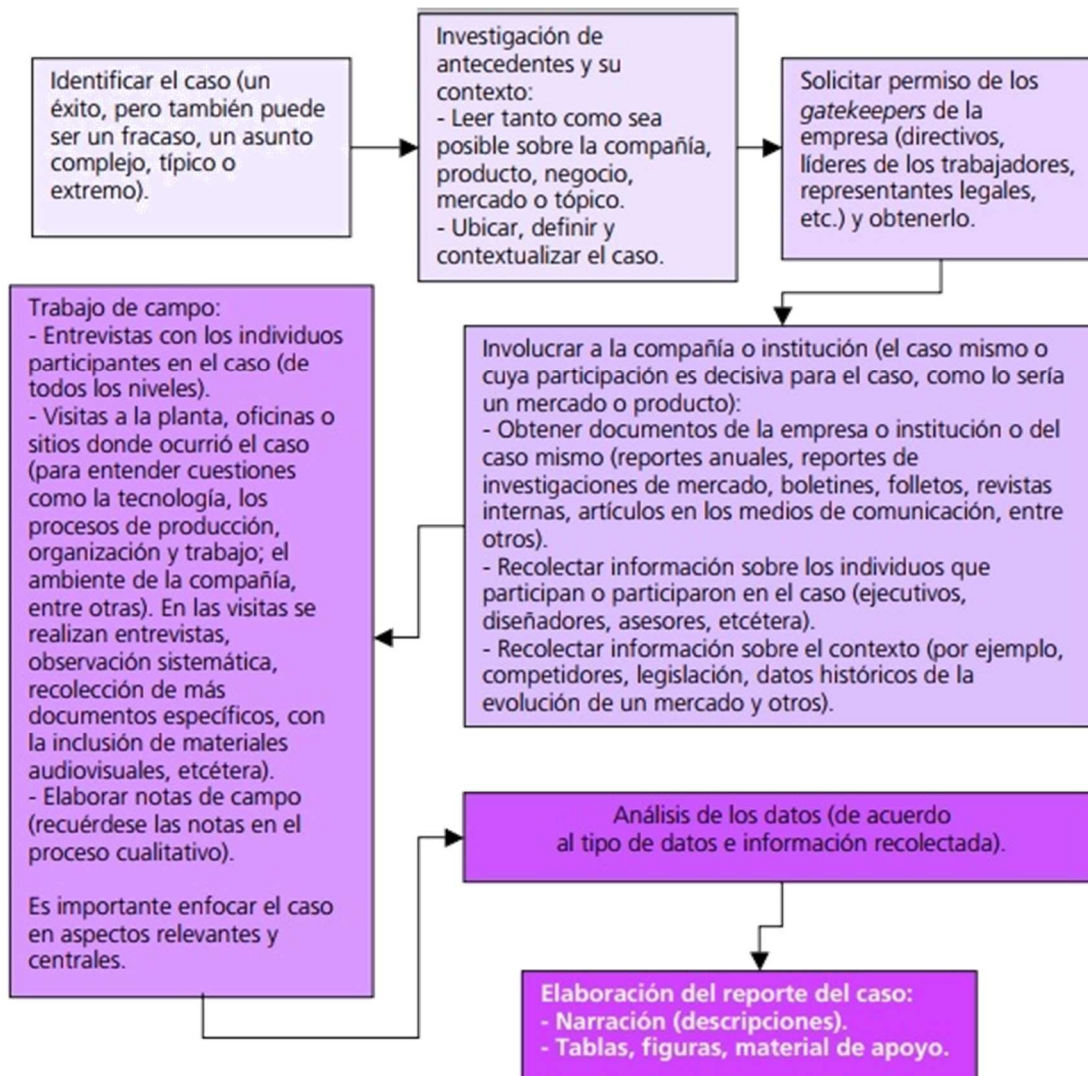 Identificar el caso (un
éxito, pero también puede
ser un fracaso, un asunto
complejo, típico o
extremo).
Investigación de
antecedentes y su
contexto:
- Leer tanto como sea
posible sobre la compañía,
producto, negocio,
mercado o tópico.
- Ubicar, definir y
contextualizar el caso.
Solicitar permiso de los
gatekeepers de la
empresa (directivos,
líderes de los trabajadores,
representantes legales,
etc.) y obtenerlo.
Involucrar a la compañía o institución (el caso mismo o
cuya participación es decisiva para el caso, como lo sería
un mercado o producto):
- Obtener documentos de la empresa o institución o del
caso mismo (reportes anuales, reportes de
investigaciones de mercado, boletines, folletos, revistas
internas, artículos en los medios de comunicación, entre
otros).
- Recolectar información sobre los individuos que
participan o participaron en el caso (ejecutivos,
diseñadores, asesores, etcétera).
- Recolectar información sobre el contexto (por ejemplo,
competidores, legislación, datos históricos de la
evolución de un mercado y otros).
Trabajo de campo:
- Entrevistas con los individuos
participantes en el caso (de
todos los niveles).
- Visitas a la planta, oficinas o
sitios donde ocurrió el caso
(para entender cuestiones
como la tecnología, los
procesos de producción,
organización y trabajo; el
ambiente de la compañía,
entre otras). En las visitas se
realizan entrevistas,
observación sistemática,
recolección de más
documentos específicos, con
la inclusión de materiales
audiovisuales, etcétera).
- Elaborar notas de campo
(recuérdese las notas en el
proceso cualitativo).
Es importante enfocar el caso
en aspectos relevantes y
centrales.
Análisis de los datos (de acuerdo
al tipo de datos e información recolectada).
Elaboración del reporte del caso:
- Narración (descripciones).
- Tablas, figuras, material de apoyo.